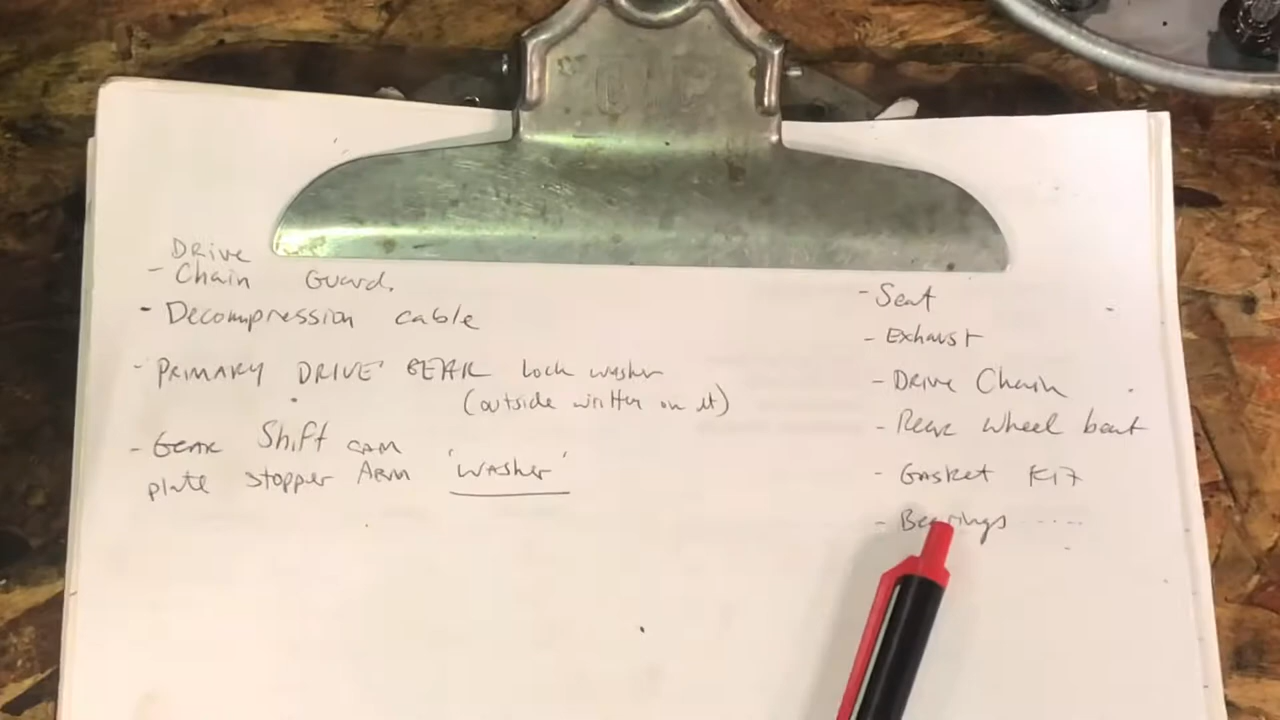 Drive
- Chain Guard.
- Decompression cable
- PRIMARY DRIVE GEAR Lock washer
(outside written on it)
- Gear Shift CAM
plate stopper Arm 'washer'
- Seat
- Exhaust
- Drive Chain
- Rear wheel bent
- Gasket Kit
- Bearings ....